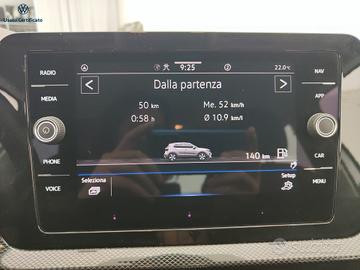 Usato Certificato
RADIO
MEDIA
PHONE
VOICE
9:25
22.0°C
Dalla partenza
50 km
Me. 52 km/h
0:58 h
Ø 10.9 km/l
140 km
Seleziona
Setup
NAV
APP
CAR
MENU